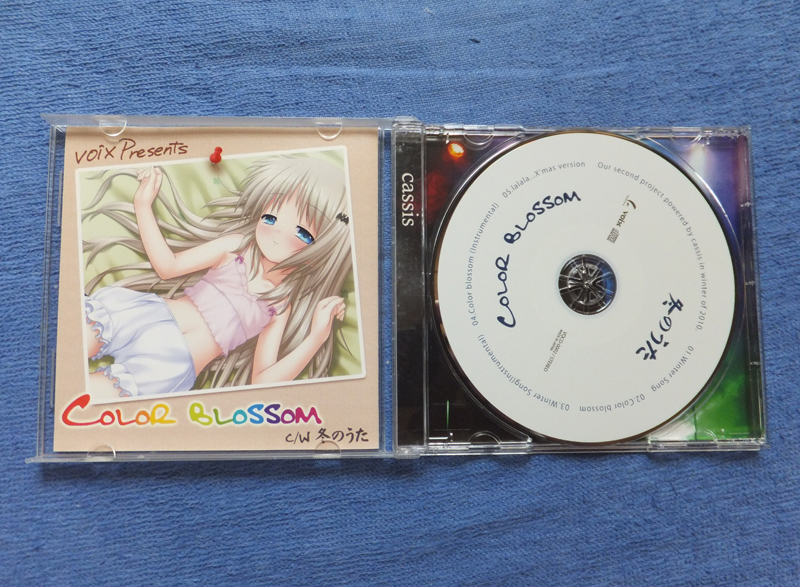 voix Presents
COLOR BLOSSOM
C/W 冬のうた
cassis
Our second project powered by cassis in winter of 2010.
01.Winter Song
02.Color blossom
03.Winter Song(Instrumental)
04.Color blossom (Instrumental)
05.lalala...X'mas version
voix
COLOR BLOSSOM
冬のうた